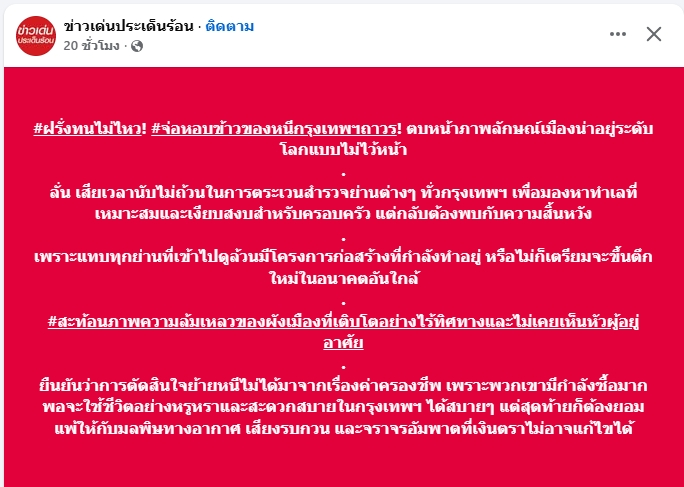 ข่าวเด่น
ประเด็นร้อน
ข่าวเด่นประเด็นร้อน · ติดตาม
20 ชั่วโมง ·
#ฝรั่งทนไม่ไหว! #จ่อหอบข้าวของหนีกรุงเทพฯถาวร! ตบหน้าภาพลักษณ์เมืองน่าอยู่ระดับ
โลกแบบไม่ไว้หน้า
.
ลั่น เสียเวลานับไม่ถ้วนในการตระเวนสำรวจย่านต่างๆ ทั่วกรุงเทพฯ เพื่อมองหาทำเลที่
เหมาะสมและเงียบสงบสำหรับครอบครัว แต่กลับต้องพบกับความสิ้นหวัง
.
เพราะแทบทุกย่านที่เข้าไปดูล้วนมีโครงการก่อสร้างที่กำลังทำอยู่ หรือไม่ก็เตรียมจะขึ้นตึก
ใหม่ในอนาคตอันใกล้
.
#สะท้อนภาพความล้มเหลวของผังเมืองที่เติบโตอย่างไร้ทิศทางและไม่เคยเห็นหัวผู้อยู่
อาศัย
.
ยืนยันว่าการตัดสินใจย้ายหนีไม่ได้มาจากเรื่องค่าครองชีพ เพราะพวกเขามีกำลังซื้อมาก
พอจะใช้ชีวิตอย่างหรูหราและสะดวกสบายในกรุงเทพฯ ได้สบายๆ แต่สุดท้ายก็ต้องยอม
แพ้ให้กับมลพิษทางอากาศ เสียงรบกวน และจราจรอัมพาตที่เงินตราไม่อาจแก้ไขได้